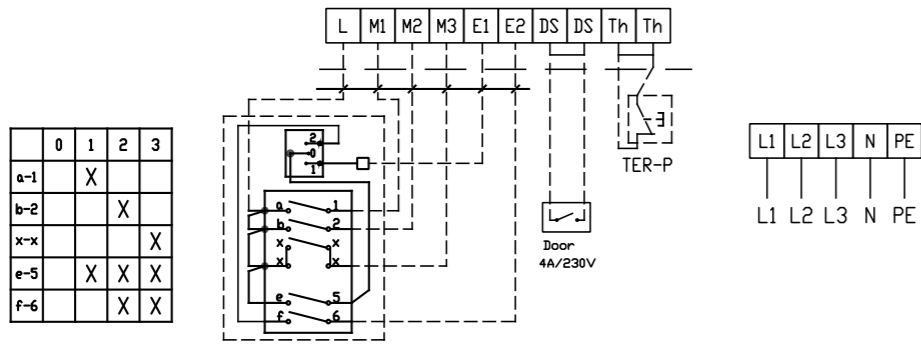 L M1 M2 M3 E1 E2 DS DS Th Th
0 1 2 3
a-1 X
b-2 X
x-x X
e-5 X X X
f-6 X X
2
0
1
a 1
b 2
x x
x x
e 5
f 6
TER-P
Door
4A/230V
L1 L2 L3 N PE
L1 L2 L3 N PE